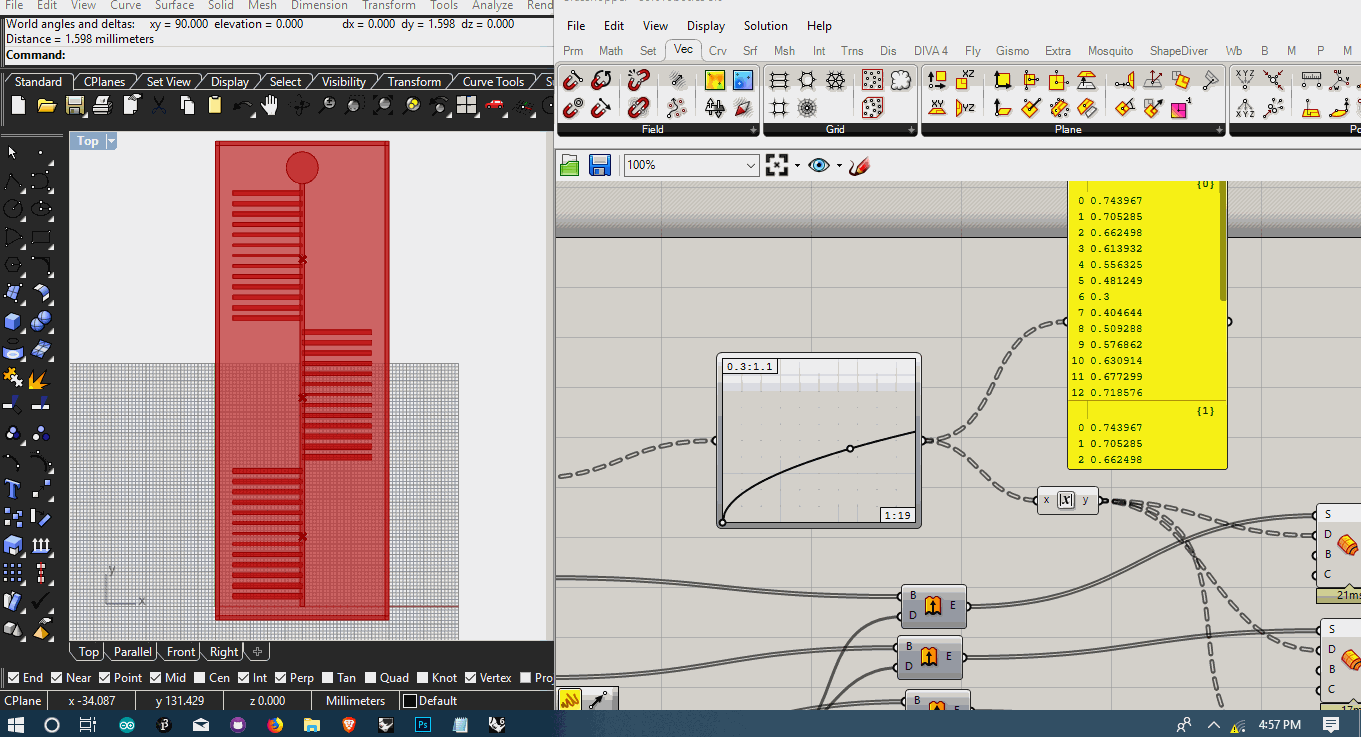 File Edit View Curve Surface Solid Mesh Dimension Transform Tools Analyze
World angles and deltas: xy = 90.000 elevation = 0.000 dx = 0.000 dy = 1.598 dz = 0.000
Distance = 1.598 millimeters
Command:
Standard CPlanes Set View Display Select Visibility Transform Curve Tools
Top
y
x
Top Parallel Front Right
End Near Point Mid Cen Int Perp Tan Quad Knot Vertex Pro
CPlane x -34.087 y 131.429 z 0.000 Millimeters Default
File Edit View Display Solution Help
Prm Math Set Vec Crv Srf Msh Int Trns Dis DIVA 4 Fly Gismo Extra Mosquito ShapeDiver Wb B M P M
XZ
XY YZ
XYZ
XYZ
Field Grid Plane Po
100%
{0}
0 0.743967
1 0.705285
2 0.662498
3 0.613932
4 0.556325
5 0.481249
6 0.3
7 0.404644
8 0.509288
9 0.576862
10 0.630914
11 0.677299
12 0.718576
{1}
0 0.743967
1 0.705285
2 0.662498
0.3:1.1
1:19
x |x| y
S
D
B
C
21ms
B
D
E
B
D
E
B
E
S
D
B
C
17ms
4:57 PM